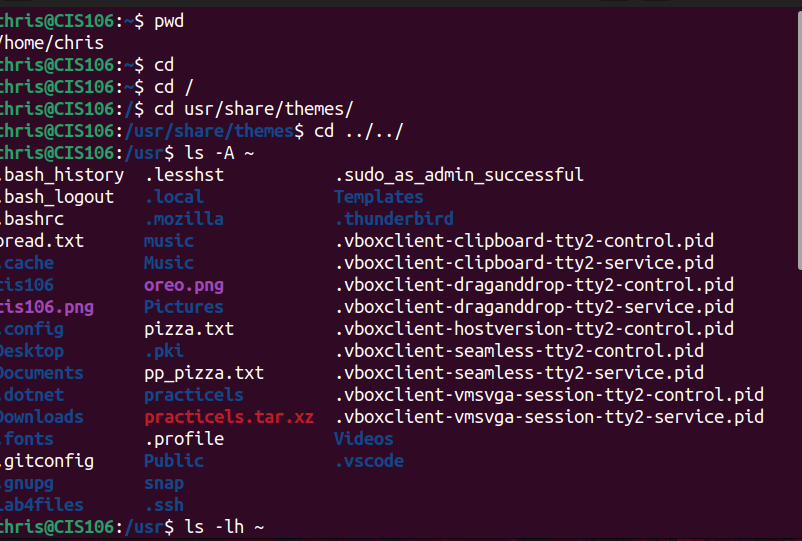 chris@CIS106:~$ pwd
/home/chris
chris@CIS106:~$ cd
chris@CIS106:~$ cd /
chris@CIS106:/$ cd usr/share/themes/
chris@CIS106:/usr/share/themes$ cd ../../
chris@CIS106:/usr$ ls -A ~
.bash_history .lesshst .sudo_as_admin_successful
.bash_logout .local Templates
.bashrc .mozilla .thunderbird
bread.txt music .vboxclient-clipboard-tty2-control.pid
.cache Music .vboxclient-clipboard-tty2-service.pid
cis106 oreo.png .vboxclient-draganddrop-tty2-control.pid
cis106.png Pictures .vboxclient-draganddrop-tty2-service.pid
.config pizza.txt .vboxclient-hostversion-tty2-control.pid
Desktop .pki .vboxclient-seamless-tty2-control.pid
Documents pp_pizza.txt .vboxclient-seamless-tty2-service.pid
.dotnet practicels .vboxclient-vmsvga-session-tty2-control.pid
Downloads practicels.tar.xz .vboxclient-vmsvga-session-tty2-service.pid
.fonts .profile Videos
.gitconfig Public .vscode
.gnupg snap
lab4files .ssh
chris@CIS106:/usr$ ls -lh ~